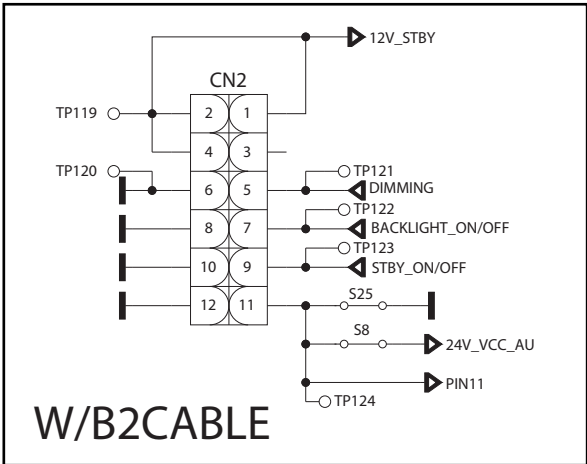 12V_STBY
CN2
TP119
2 1
4 3
TP120
TP121
6 5
DIMMING
TP122
8 7
BACKLIGHT_ON/OFF
TP123
10 9
STBY_ON/OFF
12 11
S25
S8
24V_VCC_AU
PIN11
TP124
W/B2CABLE